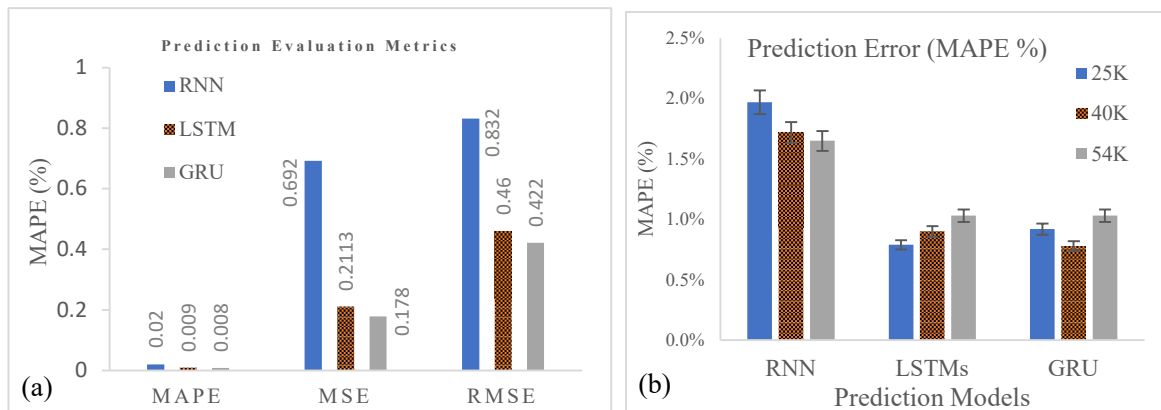 Prediction Evaluation Metrics
1
0.8
0.6
0.4
0.2
0
MAPE (%)
RNN
LSTM
GRU
0.02
0.009
0.008
0.692
0.2113
0.178
0.832
0.46
0.422
MAPE
MSE
RMSE
(a)
Prediction Error (MAPE %)
2.5%
2.0%
1.5%
1.0%
0.5%
0.0%
MAPE (%)
25K
40K
54K
RNN
LSTMs
GRU
Prediction Models
(b)